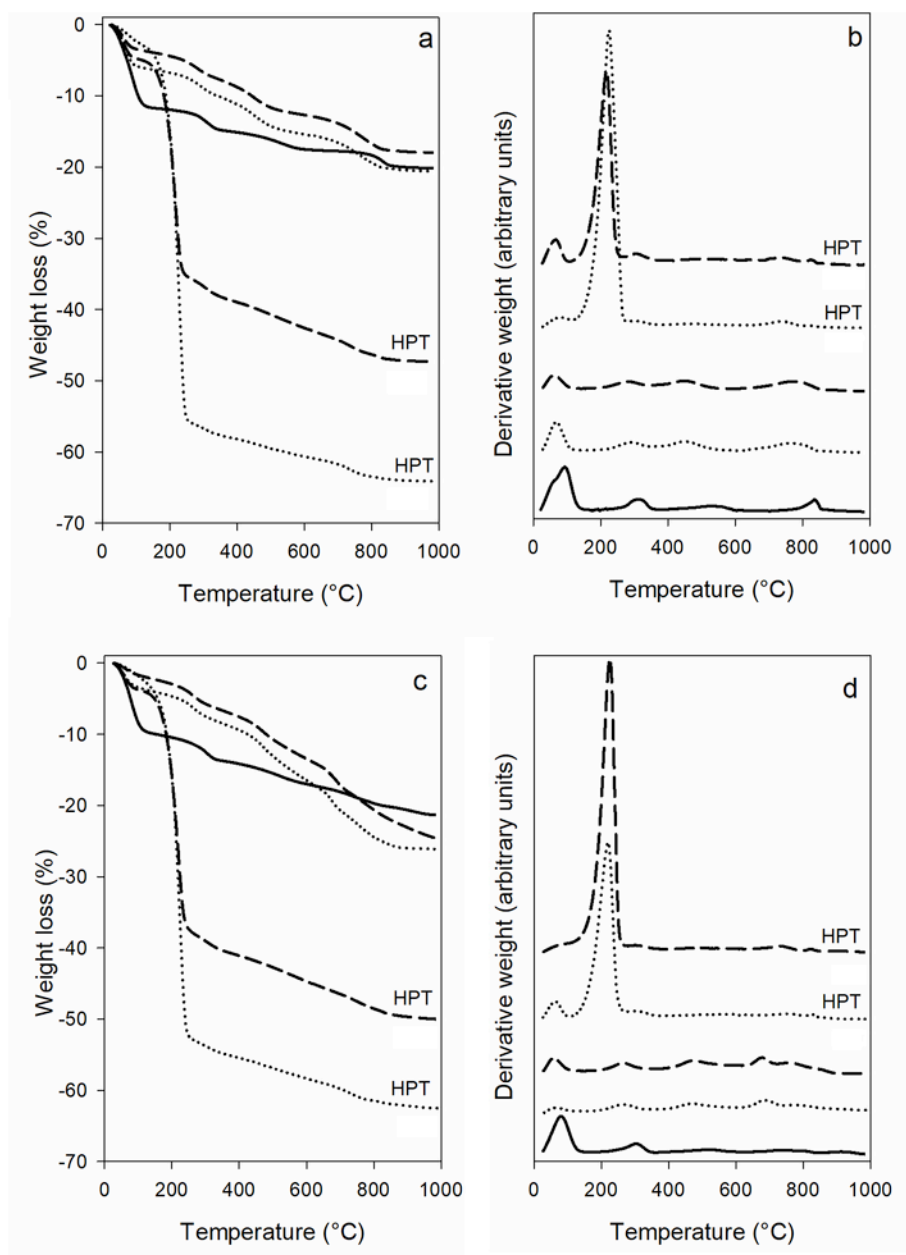 a
0
-10
-20
-30
-40
-50
-60
-70
Weight loss (%)
HPT
HPT
0 200 400 600 800 1000
Temperature (°C)
b
Derivative weight (arbitrary units)
HPT
HPT
0 200 400 600 800 1000
Temperature (°C)
c
0
-10
-20
-30
-40
-50
-60
-70
Weight loss (%)
HPT
HPT
0 200 400 600 800 1000
Temperature (°C)
d
Derivative weight (arbitrary units)
HPT
HPT
0 200 400 600 800 1000
Temperature (°C)